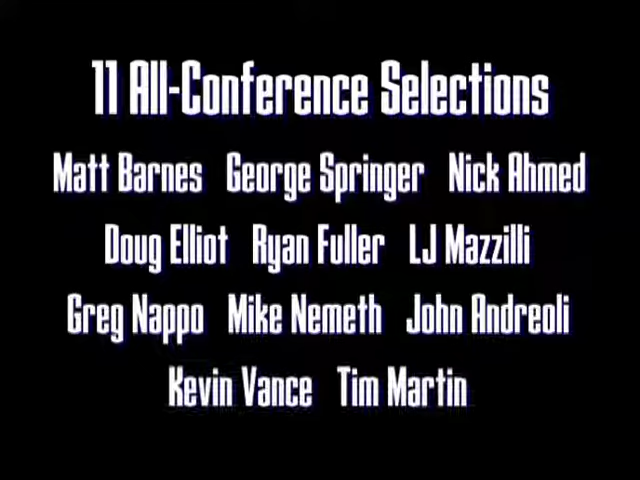 11 All-Conference Selections
Matt Barnes George Springer Nick Ahmed
Doug Elliot Ryan Fuller LJ Mazzilli
Greg Nappo Mike Nemeth John Andreoli
Kevin Vance Tim Martin